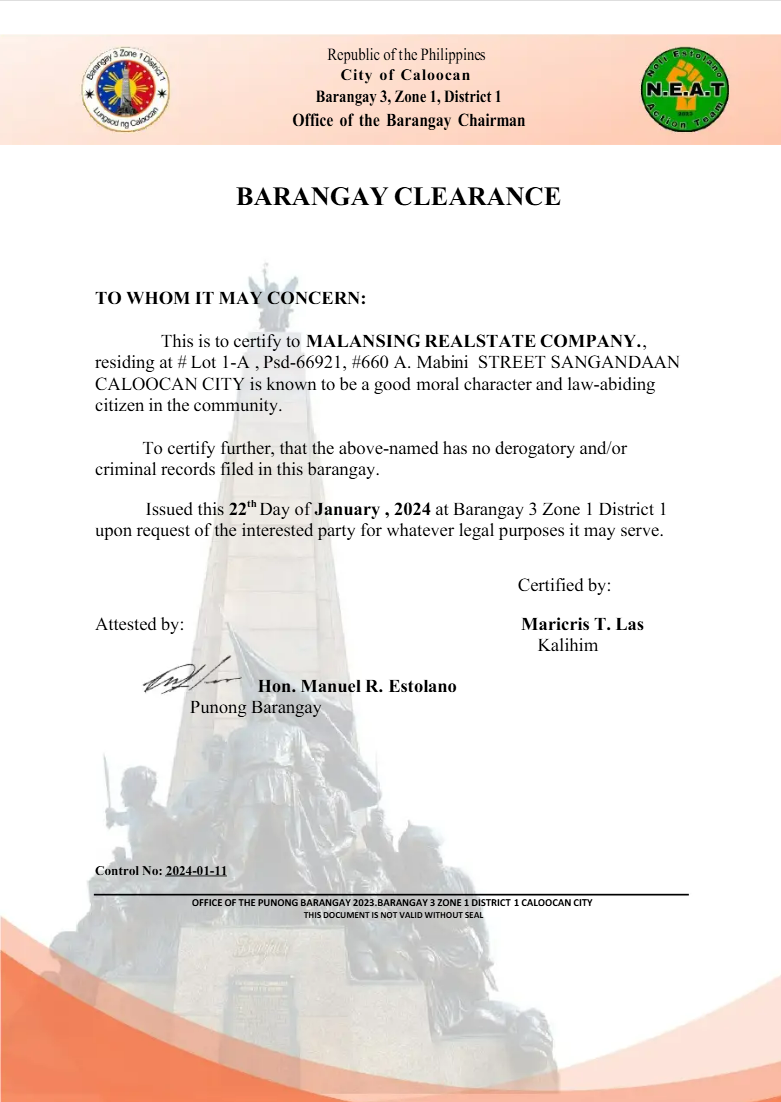 Barangay 3 Zone 1 District 1
Lungsod ng Caloocan
Republic of the Philippines
City of Caloocan
Barangay 3, Zone 1, District 1
Office of the Barangay Chairman
Noli Estolano
N.E.A.T
Action Team
BARANGAY CLEARANCE
TO WHOM IT MAY CONCERN:
This is to certify to MALANSING REALSTATE COMPANY.,
residing at # Lot 1-A , Psd-66921, #660 A. Mabini STREET SANGANDAAN
CALOOCAN CITY is known to be a good moral character and law-abiding
citizen in the community.
To certify further, that the above-named has no derogatory and/or
criminal records filed in this barangay.
Issued this 22th Day of January , 2024 at Barangay 3 Zone 1 District 1
upon request of the interested party for whatever legal purposes it may serve.
Certified by:
Attested by:
Maricris T. Las
Kalihim
Hon. Manuel R. Estolano
Punong Barangay
Control No: 2024-01-11
OFFICE OF THE PUNONG BARANGAY 2023.BARANGAY 3 ZONE 1 DISTRICT 1 CALOOCAN CITY
THIS DOCUMENT IS NOT VALID WITHOUT SEAL